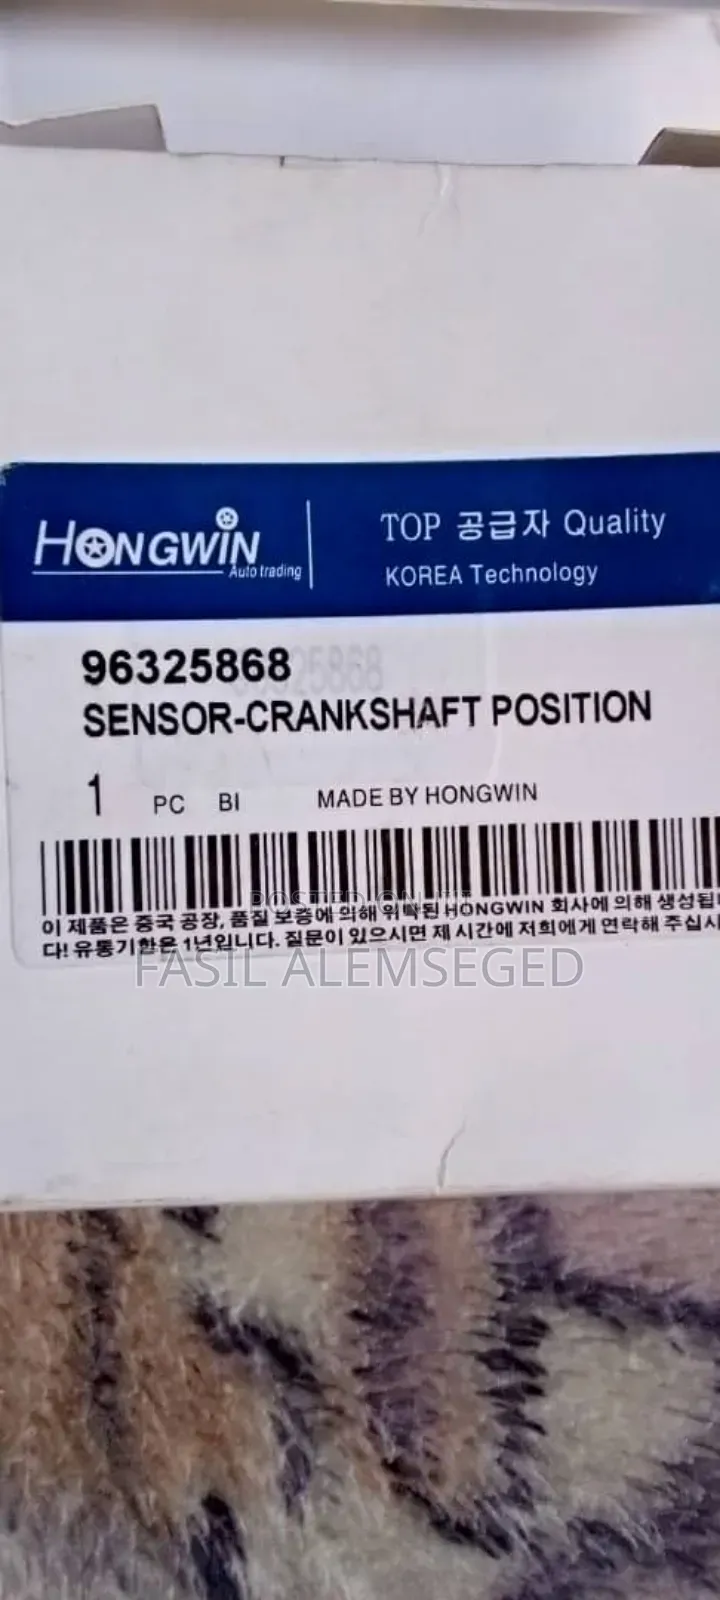 HONGWIN
Auto trading
TOP 공급자 Quality
KOREA Technology
96325868
SENSOR-CRANKSHAFT POSITION
1 PC BI MADE BY HONGWIN
POSTED ON
이 제품은 중국 공장, 품질 보증에 의해 위탁된 HONGWIN 회사에 의해 생성됩
다! 유통기한은 1년입니다. 질문이 있으시면 제 시간에 저희에게 연락해 주십시
FASIL ALEMSEGED